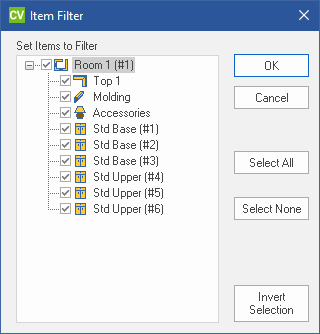 CV Item Filter
Set Items to Filter
Room 1 (#1)
Top 1
Molding
Accessories
Std Base (#1)
Std Base (#2)
Std Base (#3)
Std Upper (#4)
Std Upper (#5)
Std Upper (#6)
OK
Cancel
Select All
Select None
Invert
Selection